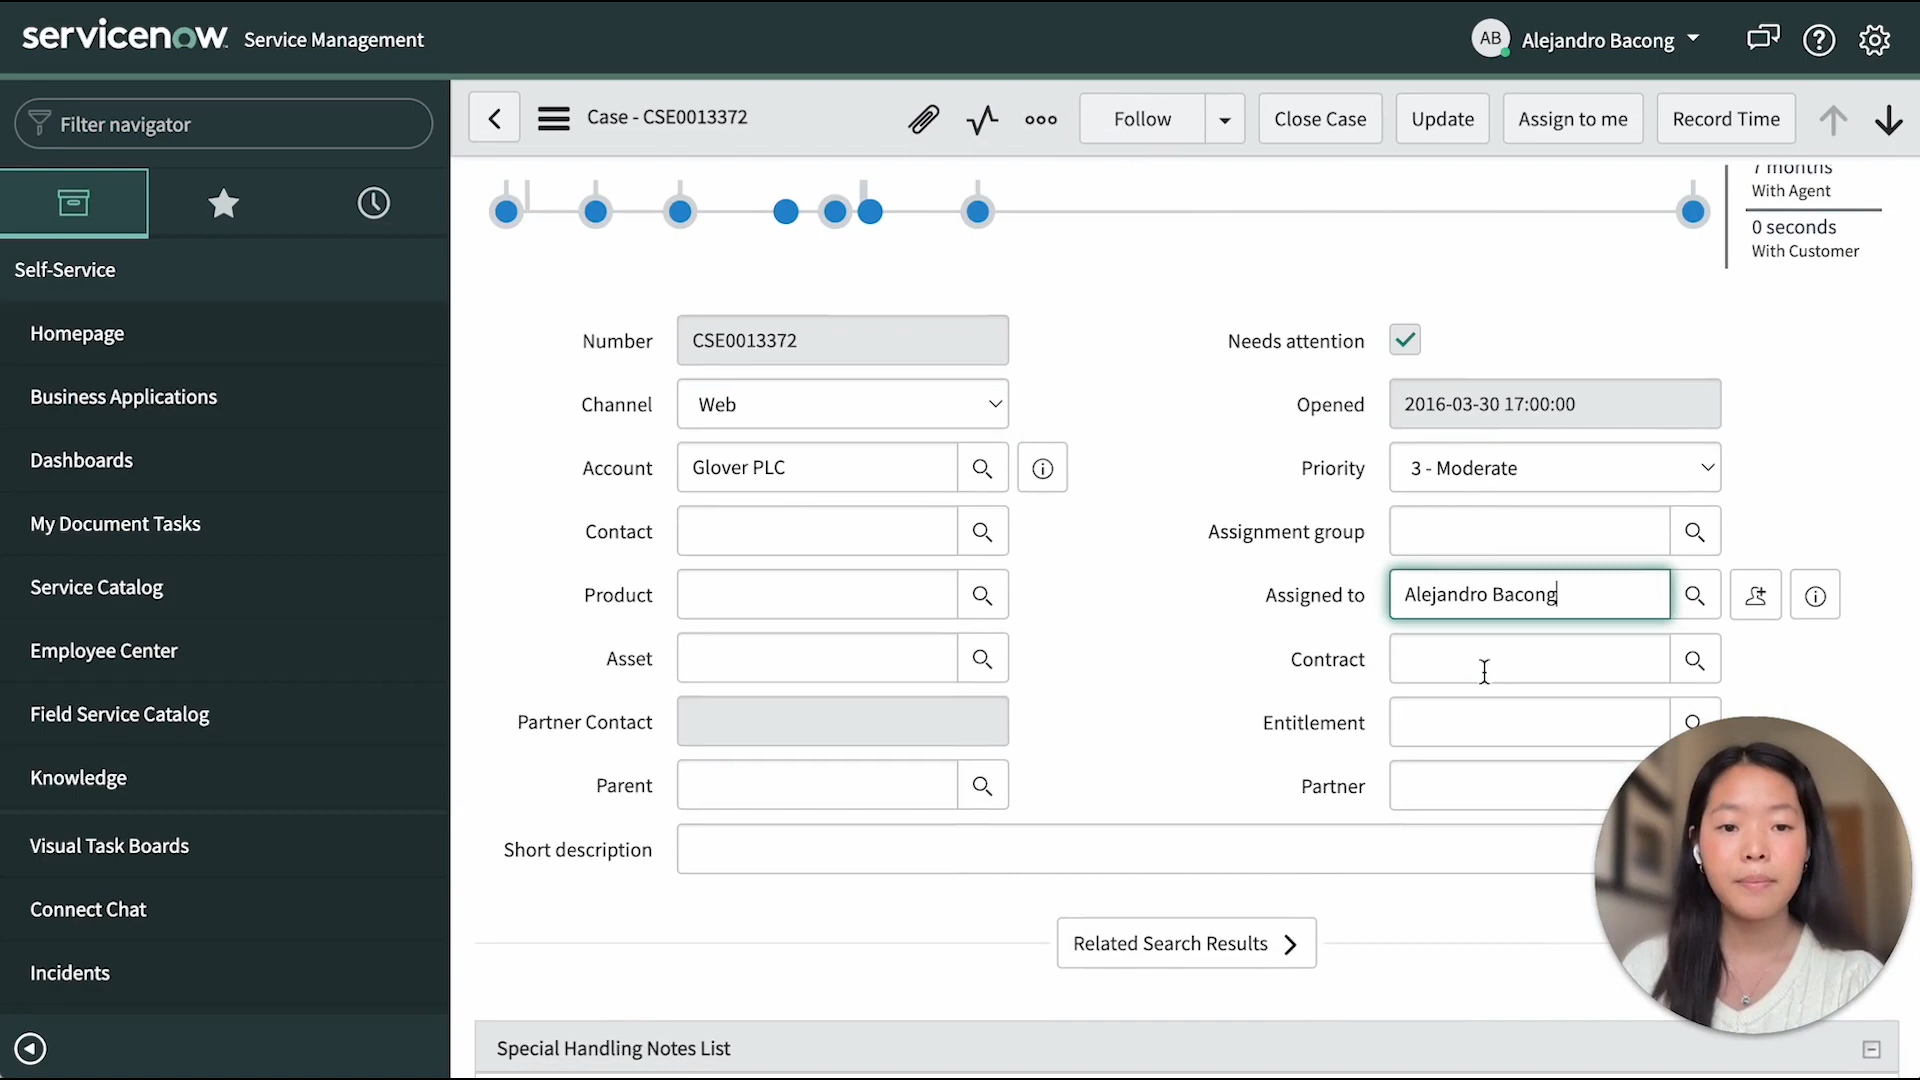 servicenow Service Management
AB Alejandro Bacong
Filter navigator
Case - CSE0013372
Follow Close Case Update Assign to me Record Time
7 months
With Agent
0 seconds
With Customer
Self-Service
Homepage
Business Applications
Dashboards
My Document Tasks
Service Catalog
Employee Center
Field Service Catalog
Knowledge
Visual Task Boards
Connect Chat
Incidents
Number CSE0013372
Channel Web
Account Glover PLC
Contact
Product
Asset
Partner Contact
Parent
Short description
Needs attention
Opened 2016-03-30 17:00:00
Priority 3 - Moderate
Assignment group
Assigned to Alejandro Bacong
Contract
Entitlement
Partner
Related Search Results
Special Handling Notes List